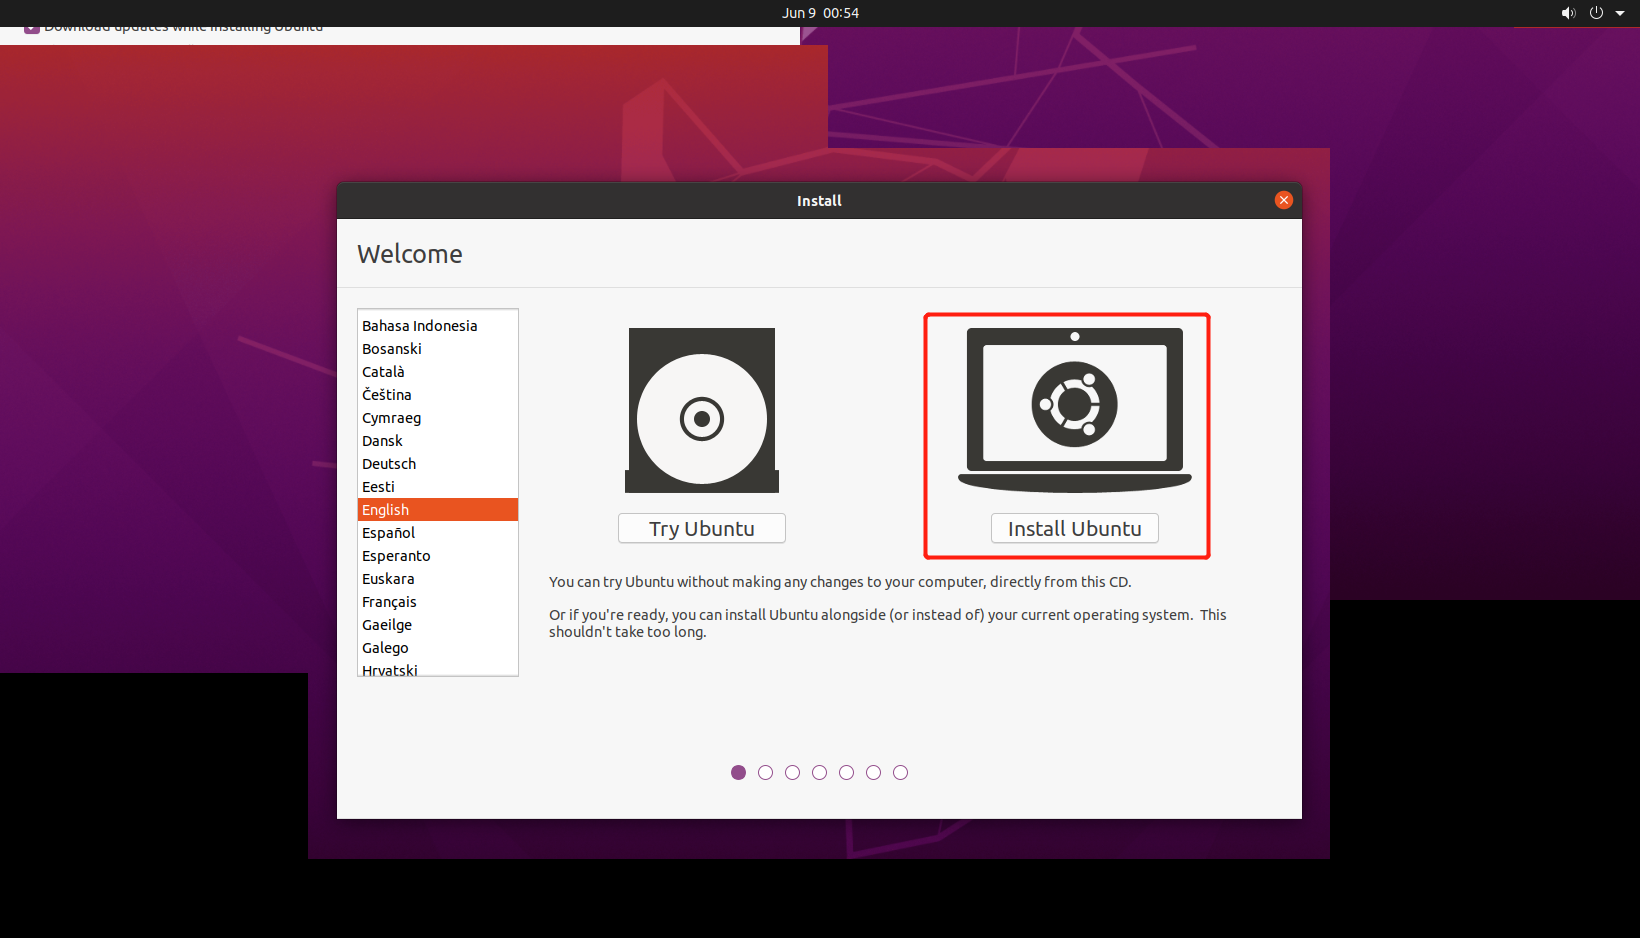 Jun 9 00:54
Download updates while installing Ubuntu
Install
Welcome
Bahasa Indonesia
Bosanski
Català
Čeština
Cymraeg
Dansk
Deutsch
Eesti
English
Español
Esperanto
Euskara
Français
Gaeilge
Galego
Hrvatski
Try Ubuntu
Install Ubuntu
You can try Ubuntu without making any changes to your computer, directly from this CD.
Or if you're ready, you can install Ubuntu alongside (or instead of) your current operating system. This
shouldn't take too long.